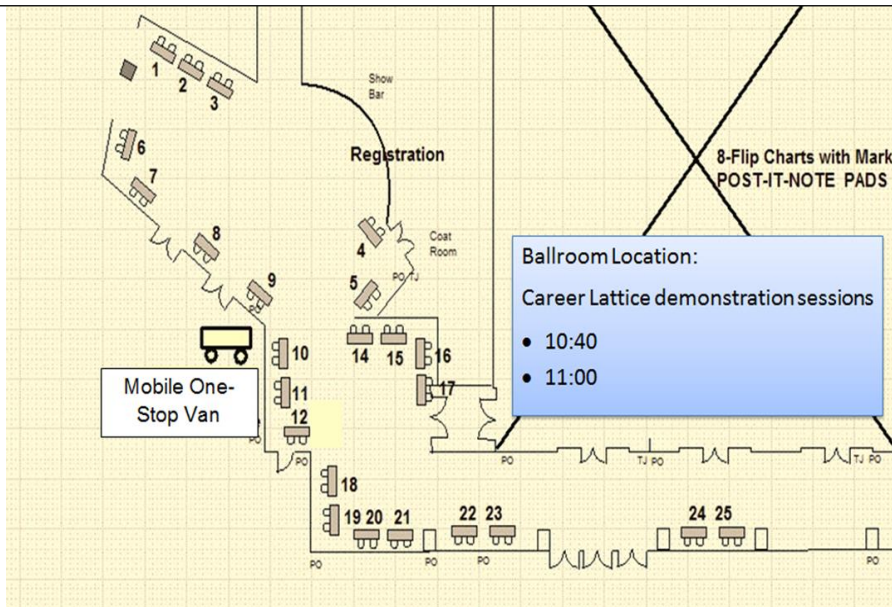 1
2
3
Show
Bar
6
Registration
8-Flip Charts with Mark
POST-IT-NOTE PADS
7
8
4
Coat
Room
PO TJ
5
9
PO
Ballroom Location:
Career Lattice demonstration sessions
• 10:40
• 11:00
10
14
15
16
11
17
Mobile One-
Stop Van
12
PO
PO
PO
TJ PO
TJ PO
18
19 20 21
22 23
24 25
PO
PO
PO
PO